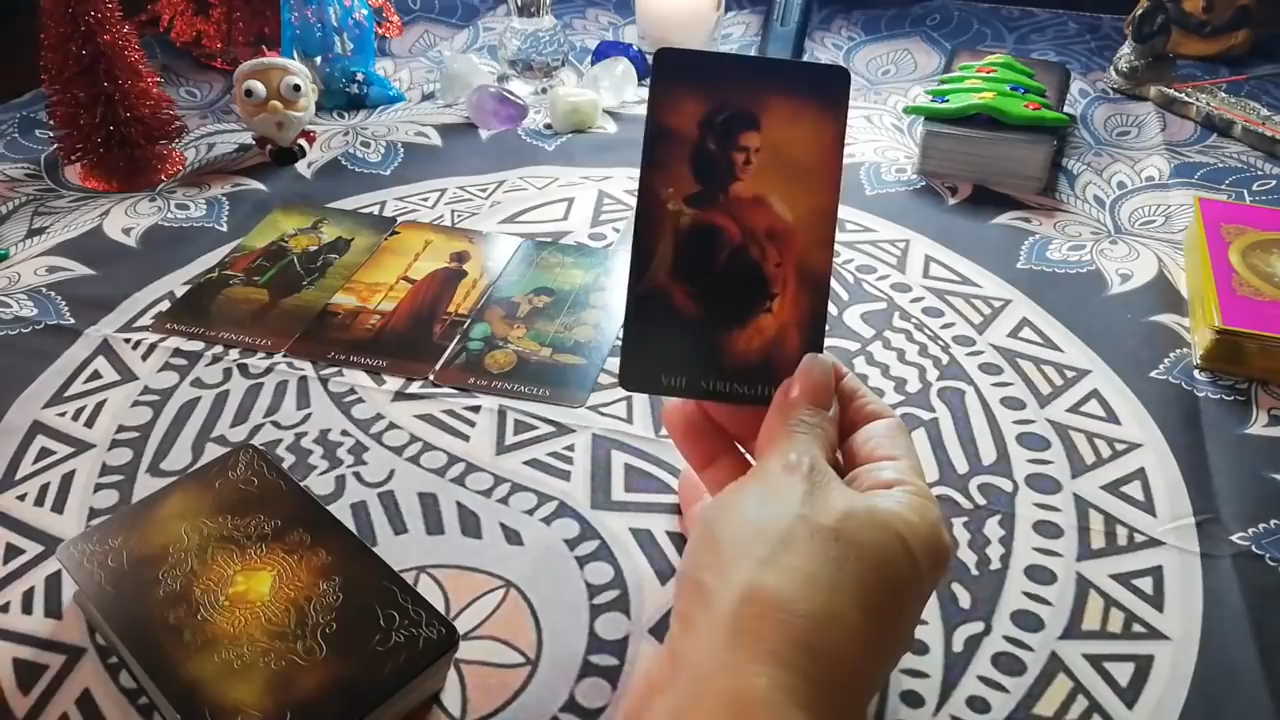 KNIGHT OF PENTACLES
2 OF WANDS
8 OF PENTACLES
VIII STRENGTH